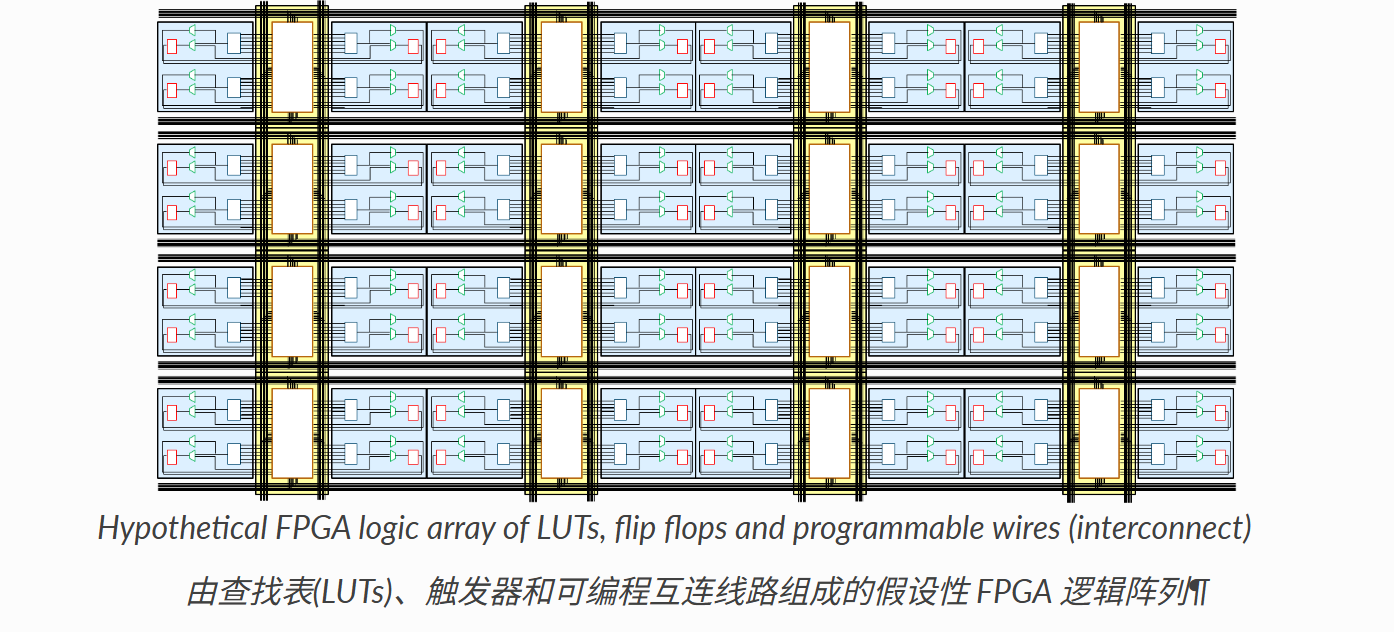 Hypothetical FPGA logic array of LUTs, flip flops and programmable wires (interconnect)
由查找表(LUTs)、触发器和可编程互连线路组成的假设性 FPGA 逻辑阵列¶